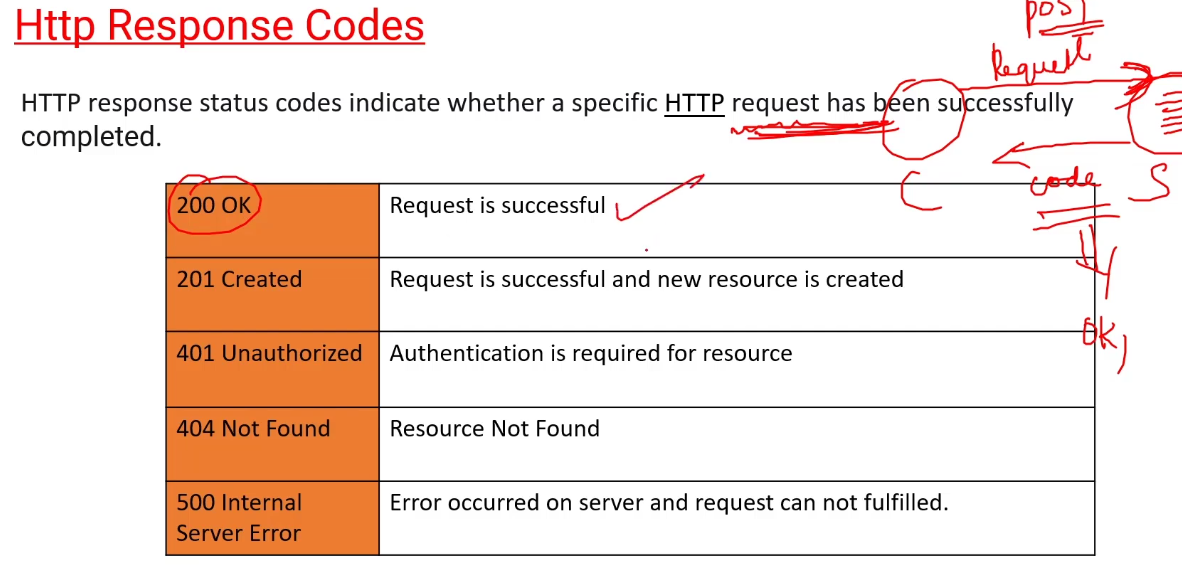 Http Response Codes
post
Request
HTTP response status codes indicate whether a specific HTTP request has been successfully
completed.
C
code
S
200 OK
Request is successful
201 Created
Request is successful and new resource is created
OK,
401 Unauthorized
Authentication is required for resource
404 Not Found
Resource Not Found
500 Internal
Server Error
Error occurred on server and request can not fulfilled.